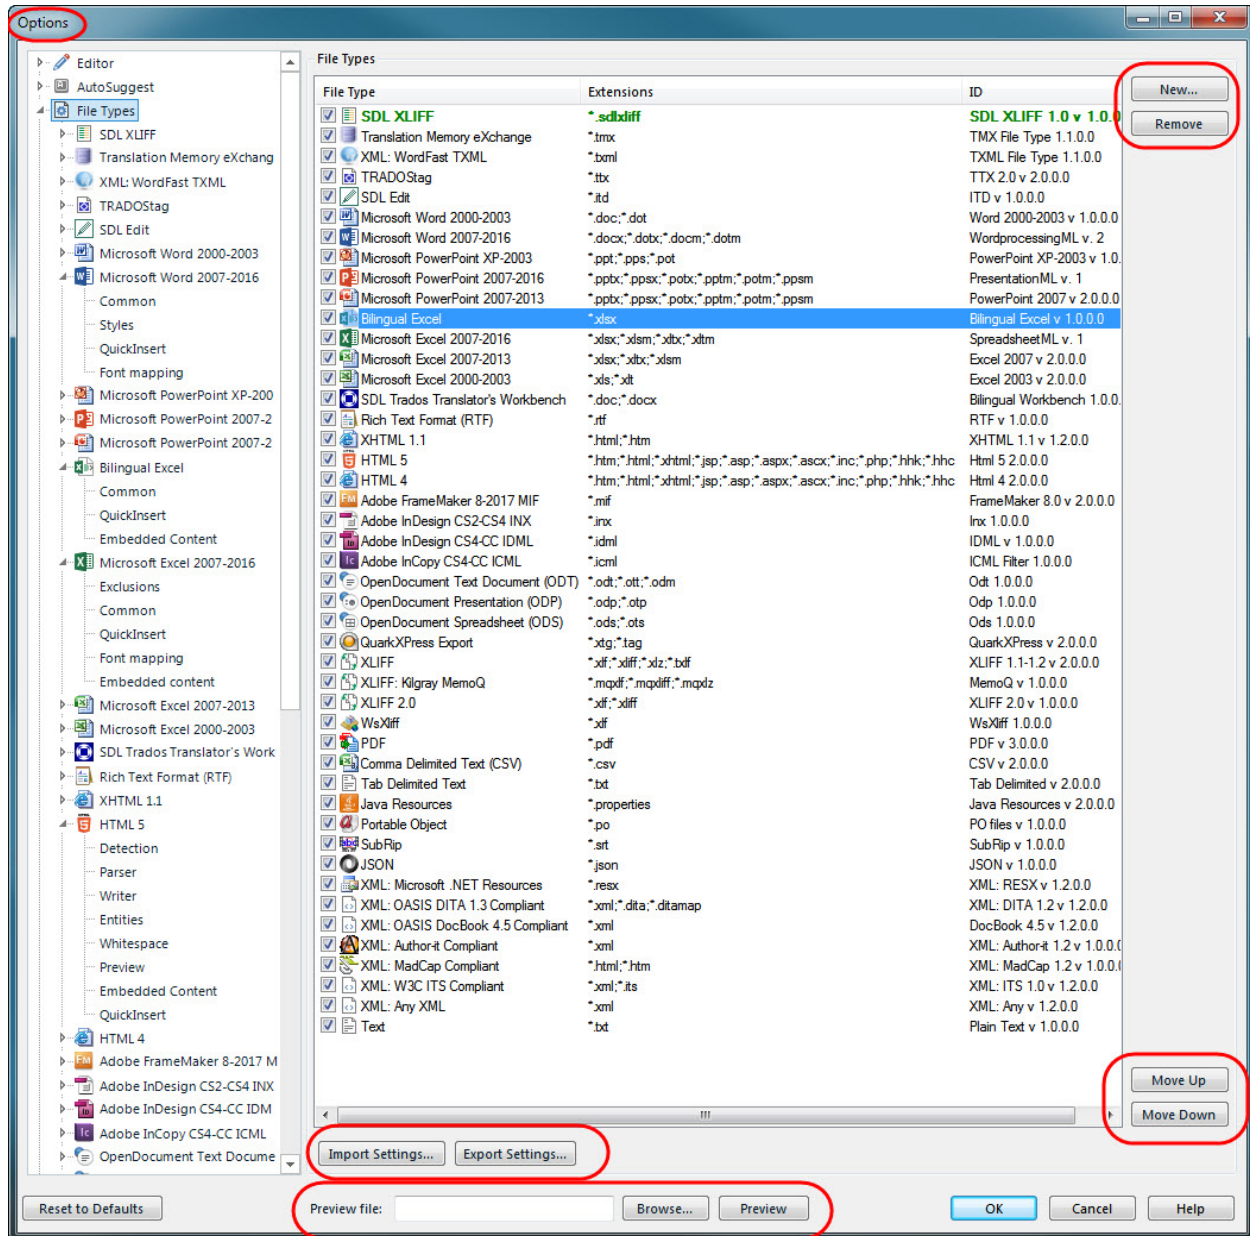 Options
Editor
AutoSuggest
File Types
SDL XLIFF
Translation Memory eXchang
XML: WordFast TXML
TRADOStag
SDL Edit
Microsoft Word 2000-2003
Microsoft Word 2007-2016
Common
Styles
QuickInsert
Font mapping
Microsoft PowerPoint XP-200
Microsoft PowerPoint 2007-2
Microsoft PowerPoint 2007-2
Bilingual Excel
Common
QuickInsert
Embedded Content
Microsoft Excel 2007-2016
Exclusions
Common
QuickInsert
Font mapping
Embedded content
Microsoft Excel 2007-2013
Microsoft Excel 2000-2003
SDL Trados Translator's Work
Rich Text Format (RTF)
XHTML 1.1
HTML 5
Detection
Parser
Writer
Entities
Whitespace
Preview
Embedded Content
QuickInsert
HTML 4
Adobe FrameMaker 8-2017 M
Adobe InDesign CS2-CS4 INX
Adobe InDesign CS4-CC IDM
Adobe InCopy CS4-CC ICML
OpenDocument Text Docume
File Types
File Type Extensions ID
SDL XLIFF *.sdlxliff SDL XLIFF 1.0 v 1.0.0
Translation Memory eXchange *.tmx TMX File Type 1.1.0.0
XML: WordFast TXML *.txml TXML File Type 1.1.0.0
TRADOStag *.ttx TTX 2.0 v 2.0.0.0
SDL Edit *.itd ITD v 1.0.0.0
Microsoft Word 2000-2003 *.doc;*.dot Word 2000-2003 v 1.0.0.0
Microsoft Word 2007-2016 *.docx;*.dotx;*.docm;*.dotm WordprocessingML v. 2
Microsoft PowerPoint XP-2003 *.ppt;*.pps;*.pot PowerPoint XP-2003 v 1.0.
Microsoft PowerPoint 2007-2016 *.pptx;*.ppsx;*.potx;*.pptm;*.potm;*.ppsm PresentationML v. 1
Microsoft PowerPoint 2007-2013 *.pptx;*.ppsx;*.potx;*.pptm;*.potm;*.ppsm PowerPoint 2007 v 2.0.0.0
Bilingual Excel *.xlsx Bilingual Excel v 1.0.0.0
Microsoft Excel 2007-2016 *.xlsx;*.xlsm;*.xltx;*.xltm SpreadsheetML v. 1
Microsoft Excel 2007-2013 *.xlsx;*.xltx;*.xlsm Excel 2007 v 2.0.0.0
Microsoft Excel 2000-2003 *.xls;*.xlt Excel 2003 v 2.0.0.0
SDL Trados Translator's Workbench *.doc;*.docx Bilingual Workbench 1.0.0.
Rich Text Format (RTF) *.rtf RTF v 1.0.0.0
XHTML 1.1 *.html;*.htm XHTML 1.1 v 1.2.0.0
HTML 5 *.htm;*.html;*.xhtml;*.jsp;*.asp;*.aspx;*.ascx;*.inc;*.php;*.hhk;*.hhc Html 5 2.0.0.0
HTML 4 *.htm;*.html;*.xhtml;*.jsp;*.asp;*.aspx;*.ascx;*.inc;*.php;*.hhk;*.hhc Html 4 2.0.0.0
Adobe FrameMaker 8-2017 MIF *.mif FrameMaker 8.0 v 2.0.0.0
Adobe InDesign CS2-CS4 INX *.inx Inx 1.0.0.0
Adobe InDesign CS4-CC IDML *.idml IDML v 1.0.0.0
Adobe InCopy CS4-CC ICML *.icml ICML Filter 1.0.0.0
OpenDocument Text Document (ODT) *.odt;*.ott;*.odm Odt 1.0.0.0
OpenDocument Presentation (ODP) *.odp;*.otp Odp 1.0.0.0
OpenDocument Spreadsheet (ODS) *.ods;*.ots Ods 1.0.0.0
QuarkXPress Export *.xtg;*.tag QuarkXPress v 2.0.0.0
XLIFF *.xlf;*.xliff;*.xlz;*.txlf XLIFF 1.1-1.2 v 2.0.0.0
XLIFF: Kilgray MemoQ *.mqxlf;*.mqxliff;*.mqxlz MemoQ v 1.0.0.0
XLIFF 2.0 *.xlf;*.xliff XLIFF 2.0 v 1.0.0.0
WsXliff *.xlf WsXliff 1.0.0.0
PDF *.pdf PDF v 3.0.0.0
Comma Delimited Text (CSV) *.csv CSV v 2.0.0.0
Tab Delimited Text *.txt Tab Delimited v 2.0.0.0
Java Resources *.properties Java Resources v 2.0.0.0
Portable Object *.po PO files v 1.0.0.0
SubRip *.srt SubRip v 1.0.0.0
JSON *.json JSON v 1.0.0.0
XML: Microsoft .NET Resources *.resx XML: RESX v 1.2.0.0
XML: OASIS DITA 1.3 Compliant *.xml;*.dita;*.ditamap XML: DITA 1.2 v 1.2.0.0
XML: OASIS DocBook 4.5 Compliant *.xml DocBook 4.5 v 1.2.0.0
XML: Author-it Compliant *.xml XML: Author-it 1.2 v 1.0.0.0
XML: MadCap Compliant *.html;*.htm XML: MadCap 1.2 v 1.0.0.
XML: W3C ITS Compliant *.xml;*.its XML: ITS 1.0 v 1.2.0.0
XML: Any XML *.xml XML: Any v 1.2.0.0
Text *.txt Plain Text v 1.0.0.0
New...
Remove
Move Up
Move Down
Import Settings... Export Settings...
Reset to Defaults Preview file: Browse... Preview OK Cancel Help